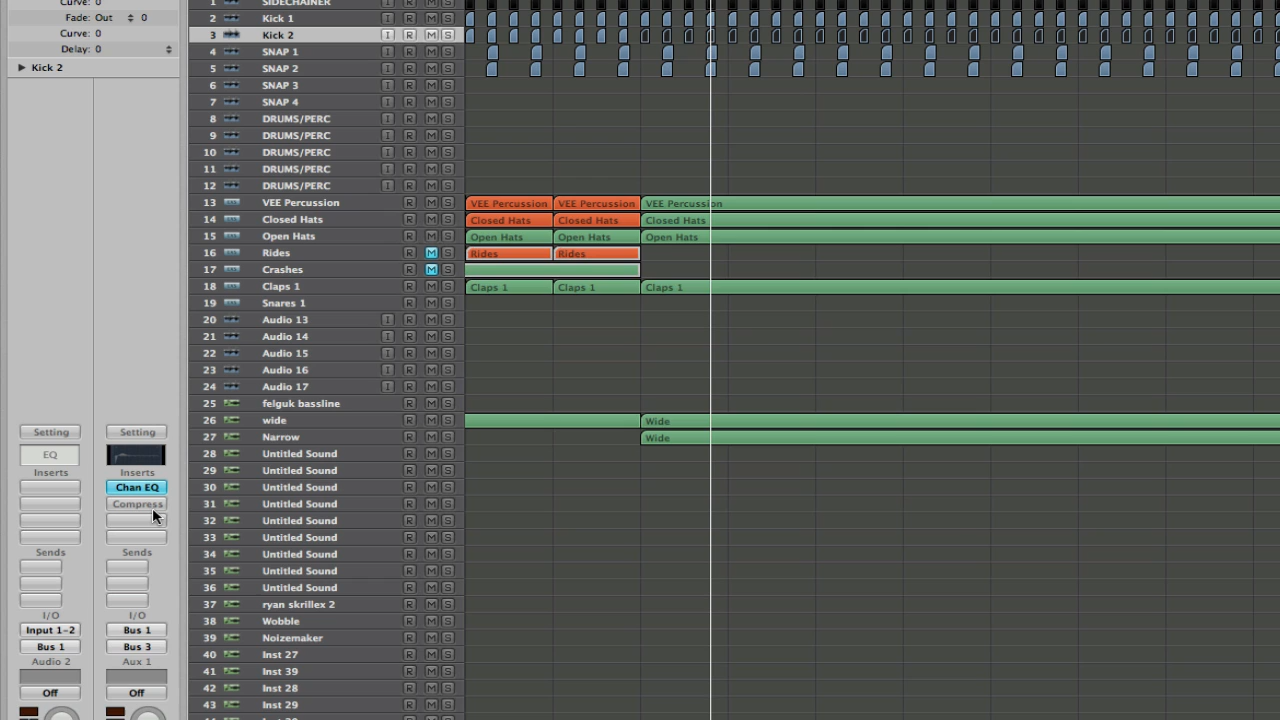 Curve: 0
Fade: Out 0
Curve: 0
Delay: 0
Kick 2
Setting Setting
EQ
Inserts Inserts
Chan EQ
Compress
Sends Sends
I/O I/O
Input 1-2 Bus 1
Bus 1 Bus 3
Audio 2 Aux 1
Off Off
1 SIDECHAINER
2 Kick 1 I R M S
3 Kick 2 I R M S
4 SNAP 1 I R M S
5 SNAP 2 I R M S
6 SNAP 3 I R M S
7 SNAP 4 I R M S
8 DRUMS/PERC I R M S
9 DRUMS/PERC I R M S
10 DRUMS/PERC I R M S
11 DRUMS/PERC I R M S
12 DRUMS/PERC I R M S
13 VEE Percussion R M S VEE Percussion VEE Percussion VEE Percussion
14 Closed Hats R M S Closed Hats Closed Hats Closed Hats
15 Open Hats R M S Open Hats Open Hats Open Hats
16 Rides R M S Rides Rides
17 Crashes R M S
18 Claps 1 R M S Claps 1 Claps 1 Claps 1
19 Snares 1 R M S
20 Audio 13 I R M S
21 Audio 14 I R M S
22 Audio 15 I R M S
23 Audio 16 I R M S
24 Audio 17 I R M S
25 felguk bassline R M S
26 wide R M S Wide
27 Narrow R M S Wide
28 Untitled Sound R M S
29 Untitled Sound R M S
30 Untitled Sound R M S
31 Untitled Sound R M S
32 Untitled Sound R M S
33 Untitled Sound R M S
34 Untitled Sound R M S
35 Untitled Sound R M S
36 Untitled Sound R M S
37 ryan skrillex 2 R M S
38 Wobble R M S
39 Noizemaker R M S
40 Inst 27 R M S
41 Inst 39 R M S
42 Inst 28 R M S
43 Inst 29 R M S